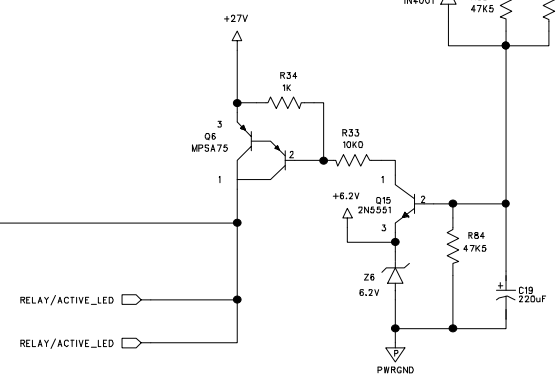 1N4001
47K5
+27V
R34
1K
3
Q6
MPSA75
2
R33
10K0
1
1
+6.2V
Q15
2N5551
2
3
R84
47K5
Z6
6.2V
+
C19
220uF
RELAY/ACTIVE_LED
RELAY/ACTIVE_LED
P
PWRGND